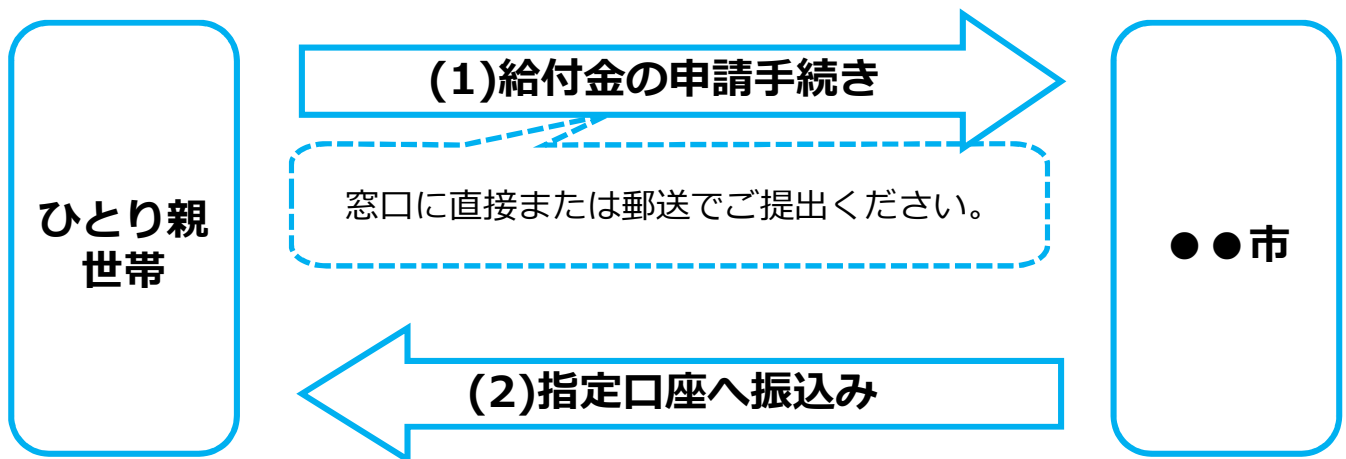 (1)給付金の申請手続き
窓口に直接または郵送でご提出ください。
ひとり親
世帯
●●市
(2)指定口座へ振込み